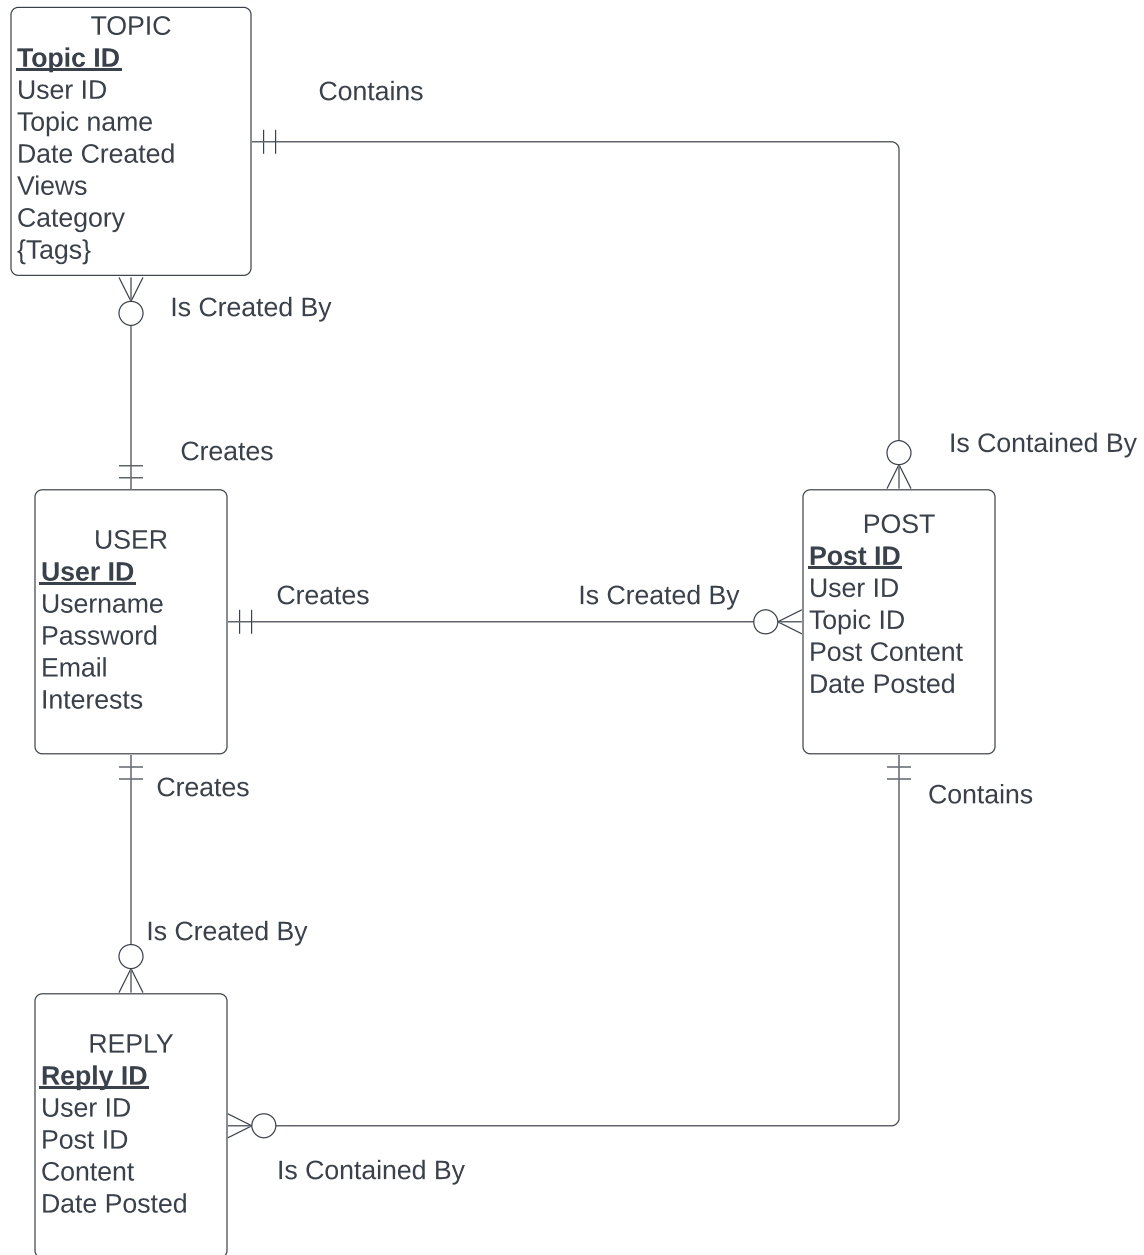 TOPIC
Topic ID
User ID
Topic name
Date Created
Views
Category
{Tags}
Contains
Is Created By
Creates
Is Contained By
USER
User ID
Username
Password
Email
Interests
Creates
Is Created By
POST
Post ID
User ID
Topic ID
Post Content
Date Posted
Creates
Contains
Is Created By
REPLY
Reply ID
User ID
Post ID
Content
Date Posted
Is Contained By